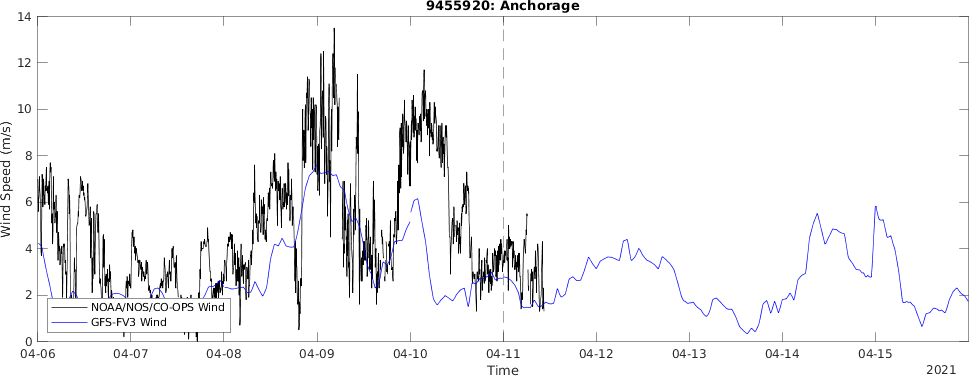 9455920: Anchorage
14
12
10
8
6
4
2
0
Wind Speed (m/s)
NOAA/NOS/CO-OPS Wind
GFS-FV3 Wind
04-06 04-07 04-08 04-09 04-10 04-11 04-12 04-13 04-14 04-15
Time
2021